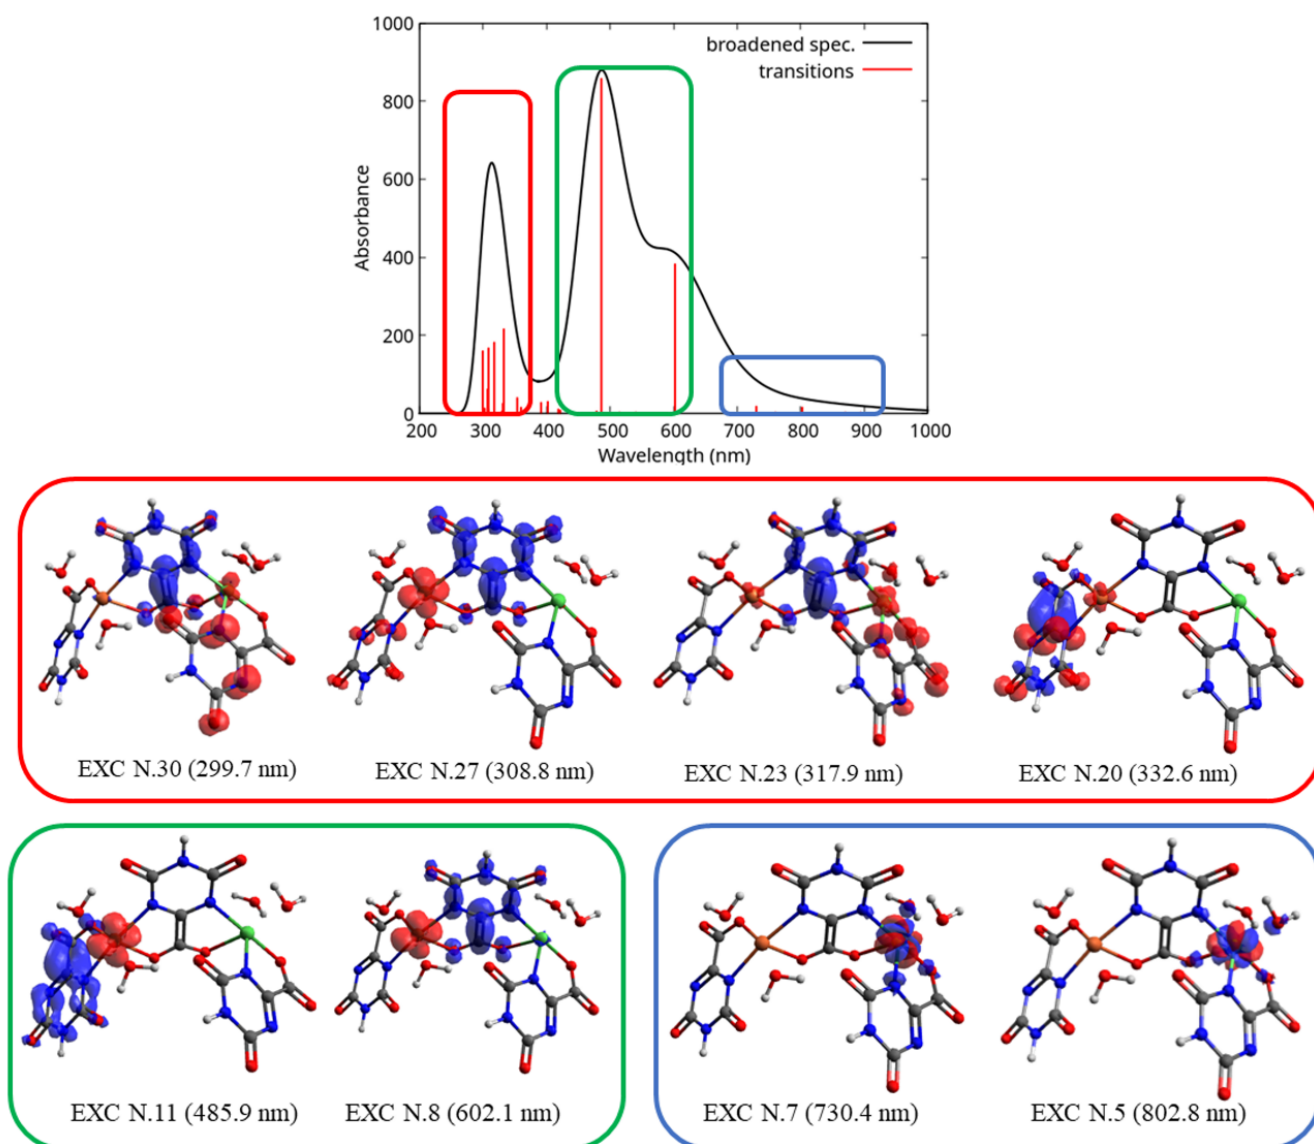 1000
800
600
400
200
0
Absorbance
broadened spec.
transitions
200 300 400 500 600 700 800 900 1000
Wavelength (nm)
EXC N.30 (299.7 nm) EXC N.27 (308.8 nm) EXC N.23 (317.9 nm) EXC N.20 (332.6 nm)
EXC N.11 (485.9 nm) EXC N.8 (602.1 nm) EXC N.7 (730.4 nm) EXC N.5 (802.8 nm)